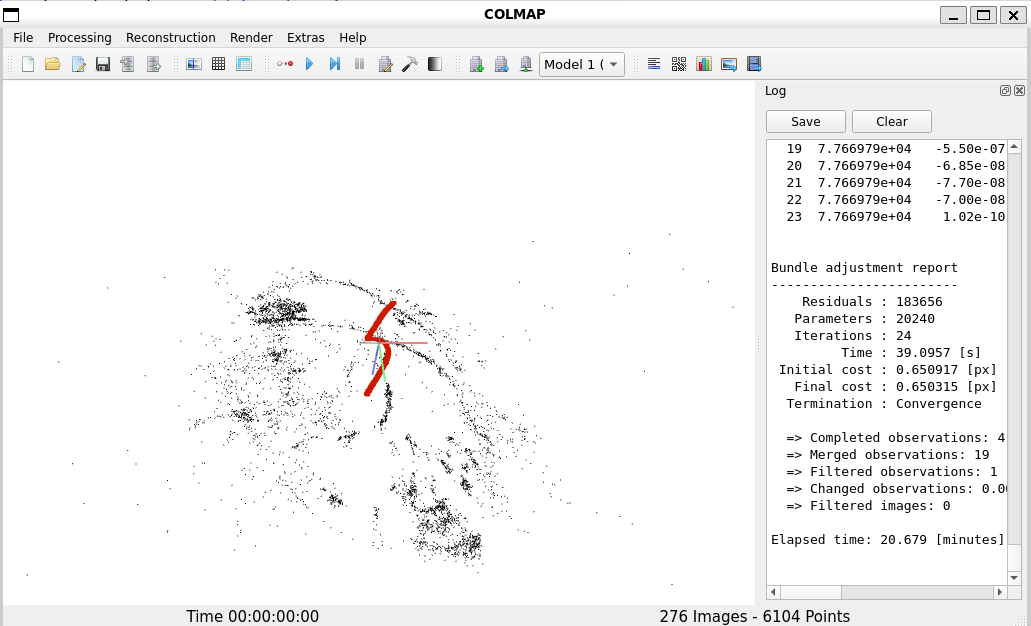 COLMAP
File Processing Reconstruction Render Extras Help
Model 1 (
Log
Save Clear
19 7.766979e+04 -5.50e-07
20 7.766979e+04 -6.85e-08
21 7.766979e+04 -7.70e-08
22 7.766979e+04 -7.00e-08
23 7.766979e+04 1.02e-10
Bundle adjustment report
-------------------------
Residuals : 183656
Parameters : 20240
Iterations : 24
Time : 39.0957 [s]
Initial cost : 0.650917 [px]
Final cost : 0.650315 [px]
Termination : Convergence
=> Completed observations: 4
=> Merged observations: 19
=> Filtered observations: 1
=> Changed observations: 0.00
=> Filtered images: 0
Elapsed time: 20.679 [minutes]
Time 00:00:00:00
276 Images - 6104 Points